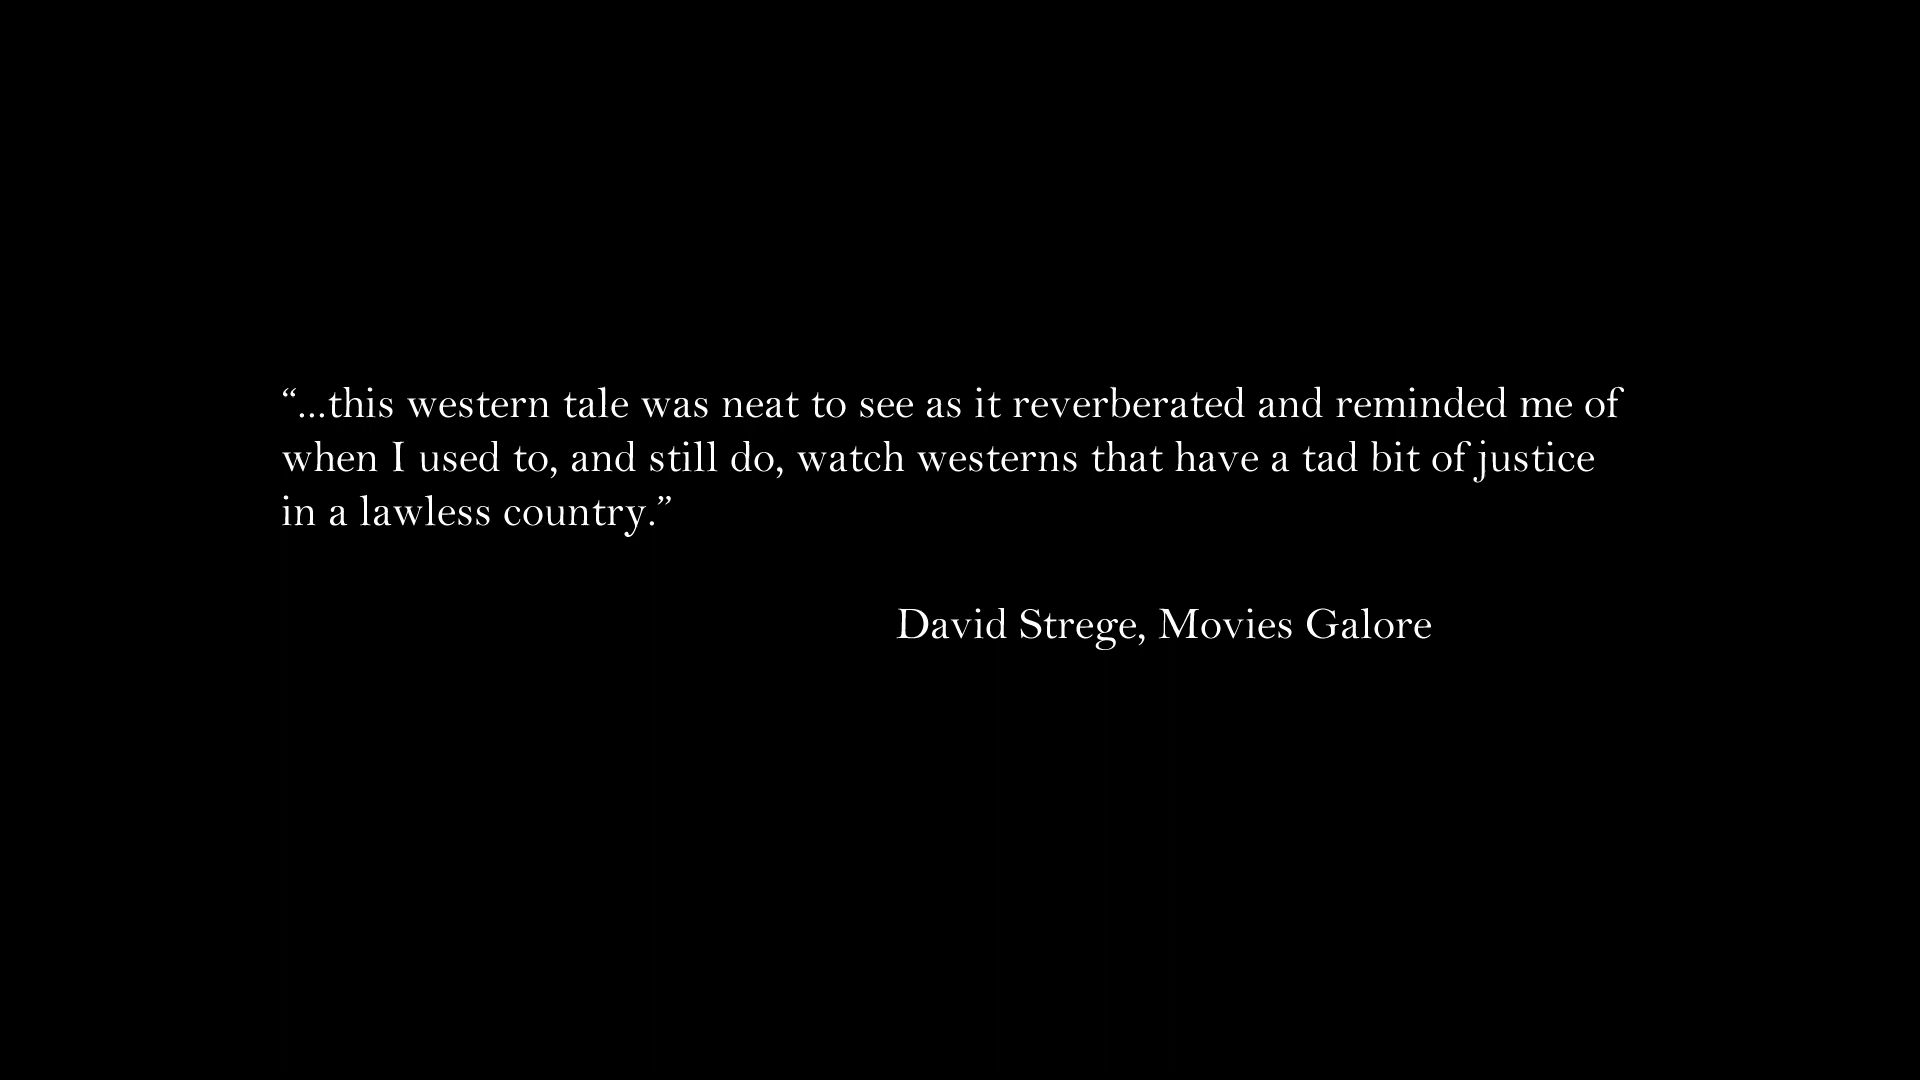 “...this western tale was neat to see as it reverberated and reminded me of
when I used to, and still do, watch westerns that have a tad bit of justice
in a lawless country.”
David Strege, Movies Galore